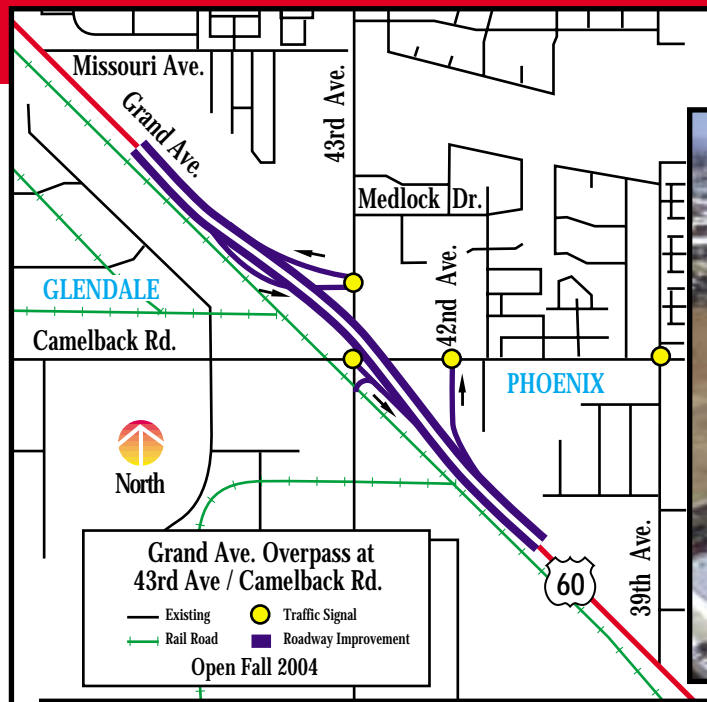 Missouri Ave.
Grand Ave.
43rd Ave.
Medlock Dr.
GLENDALE
42nd Ave.
Camelback Rd.
PHOENIX
North
39th Ave.
60
Grand Ave. Overpass at
43rd Ave / Camelback Rd.
Existing
Traffic Signal
Rail Road
Roadway Improvement
Open Fall 2004